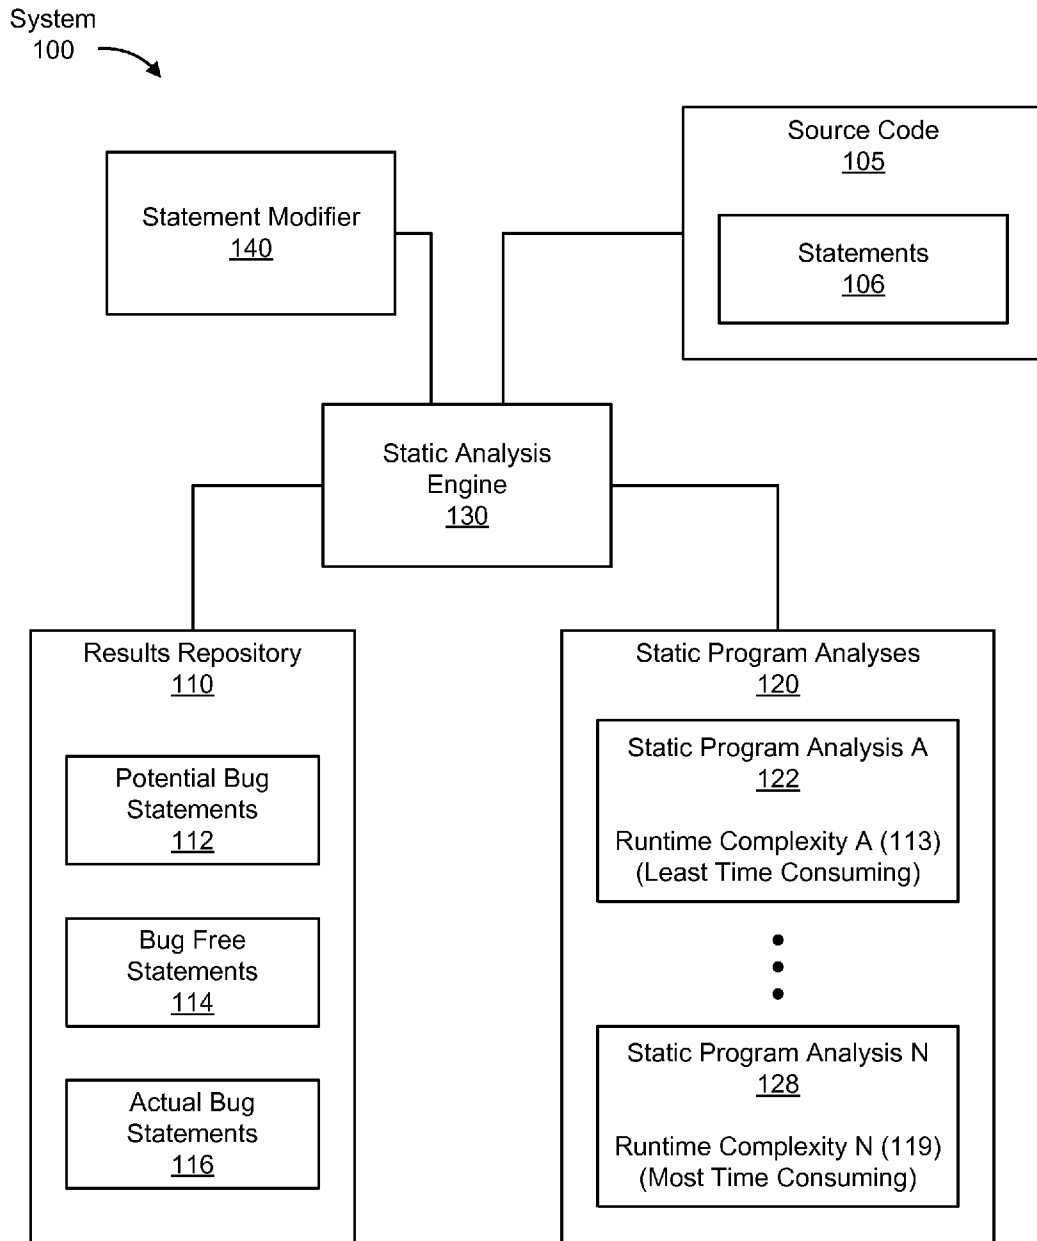 System
100
Source Code
105
Statement Modifier
140
Statements
106
Static Analysis
Engine
130
Results Repository
110
Potential Bug
Statements
112
Bug Free
Statements
114
Actual Bug
Statements
116
Static Program Analyses
120
Static Program Analysis A
122
Runtime Complexity A (113)
(Least Time Consuming)
Static Program Analysis N
128
Runtime Complexity N (119)
(Most Time Consuming)